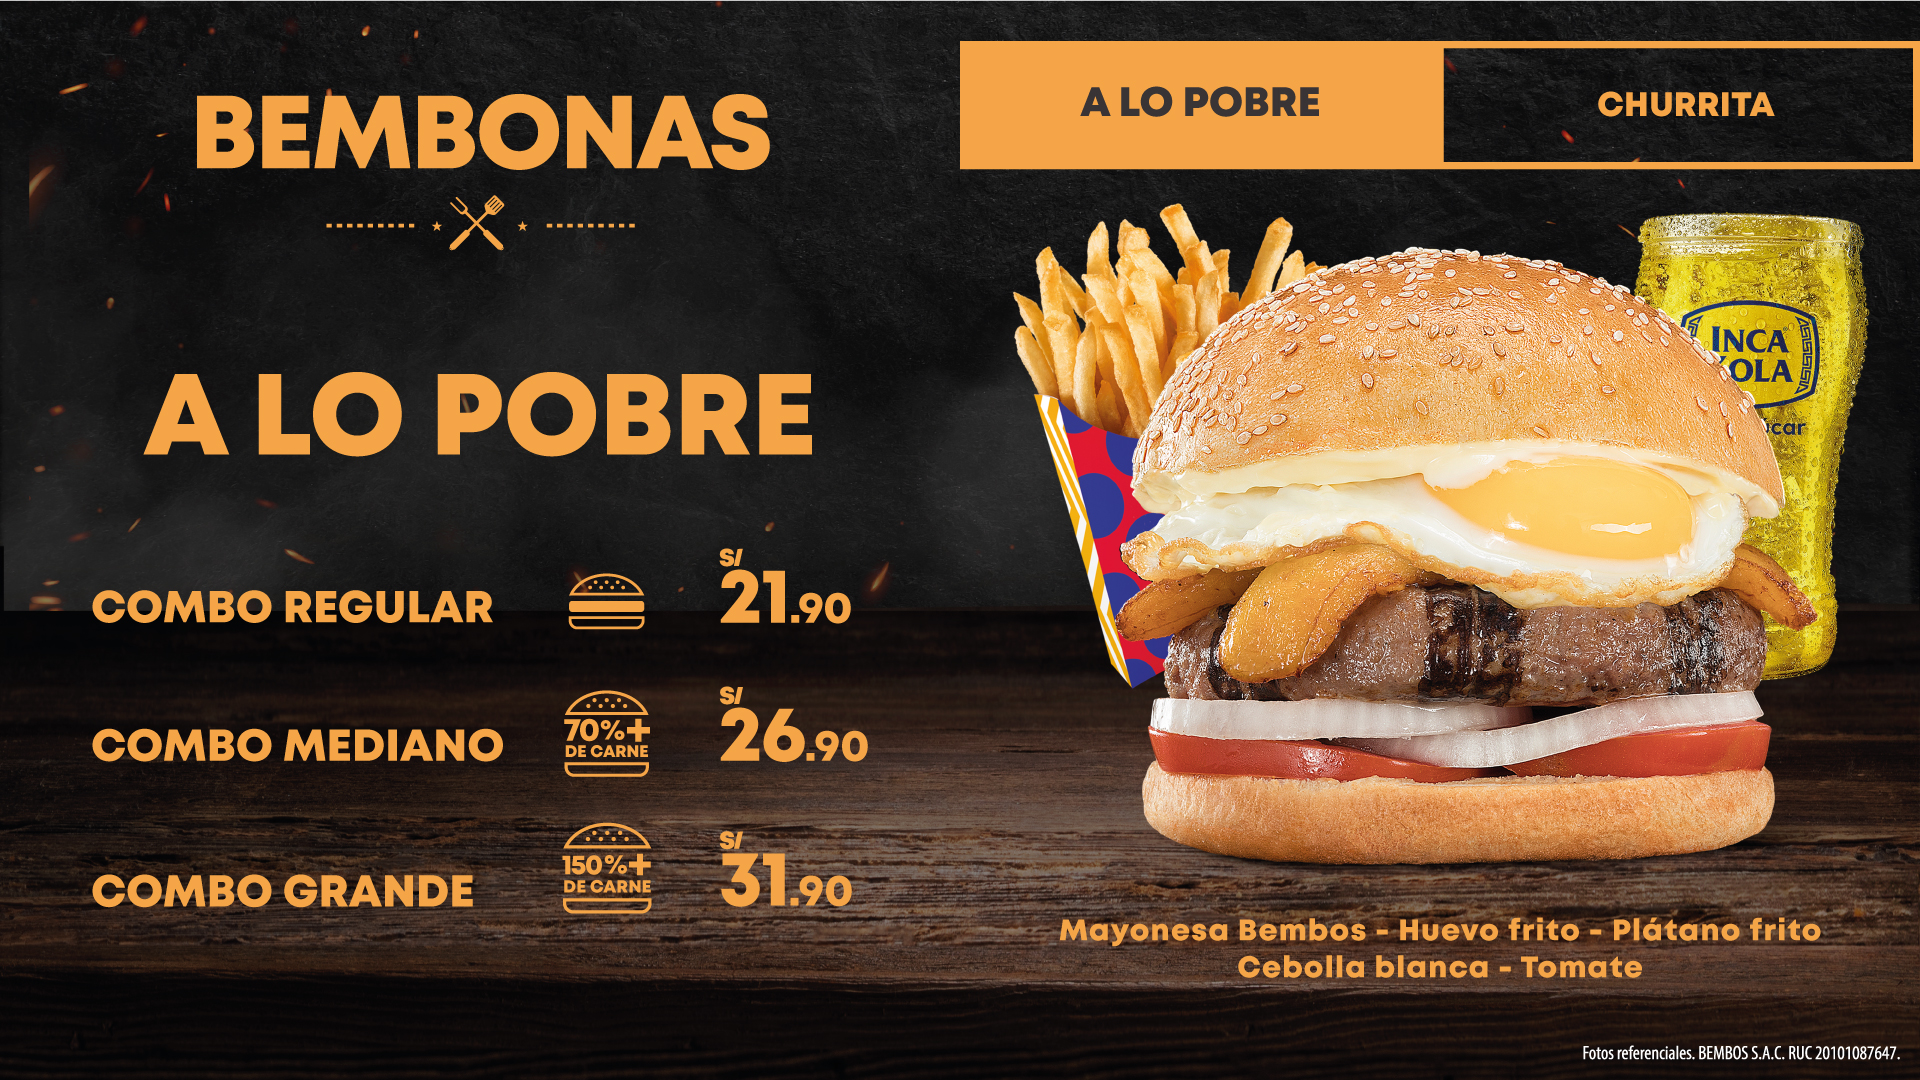 BEMBONAS
A LO POBRE
CHURRITA
A LO POBRE
COMBO REGULAR
S/
21.90
COMBO MEDIANO
70%+
DE CARNE
S/
26.90
COMBO GRANDE
150%+
DE CARNE
S/
31.90
INCA
KOLA
Mayonesa Bembos - Huevo frito - Plátano frito
Cebolla blanca - Tomate
Fotos referenciales. BEMBOS S.A.C. RUC 20101087647.